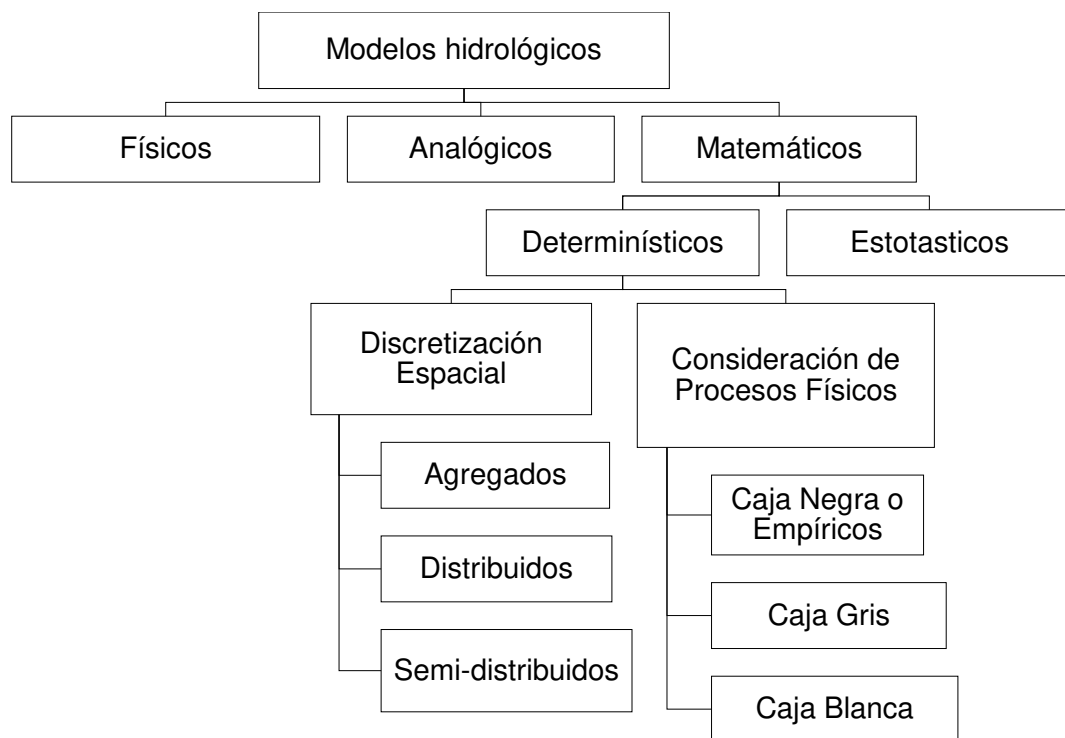 Modelos hidrológicos
Físicos
Analógicos
Matemáticos
Determinísticos
Estotasticos
Discretización
Espacial
Consideración de
Procesos Físicos
Agregados
Distribuidos
Semi-distribuidos
Caja Negra o
Empíricos
Caja Gris
Caja Blanca